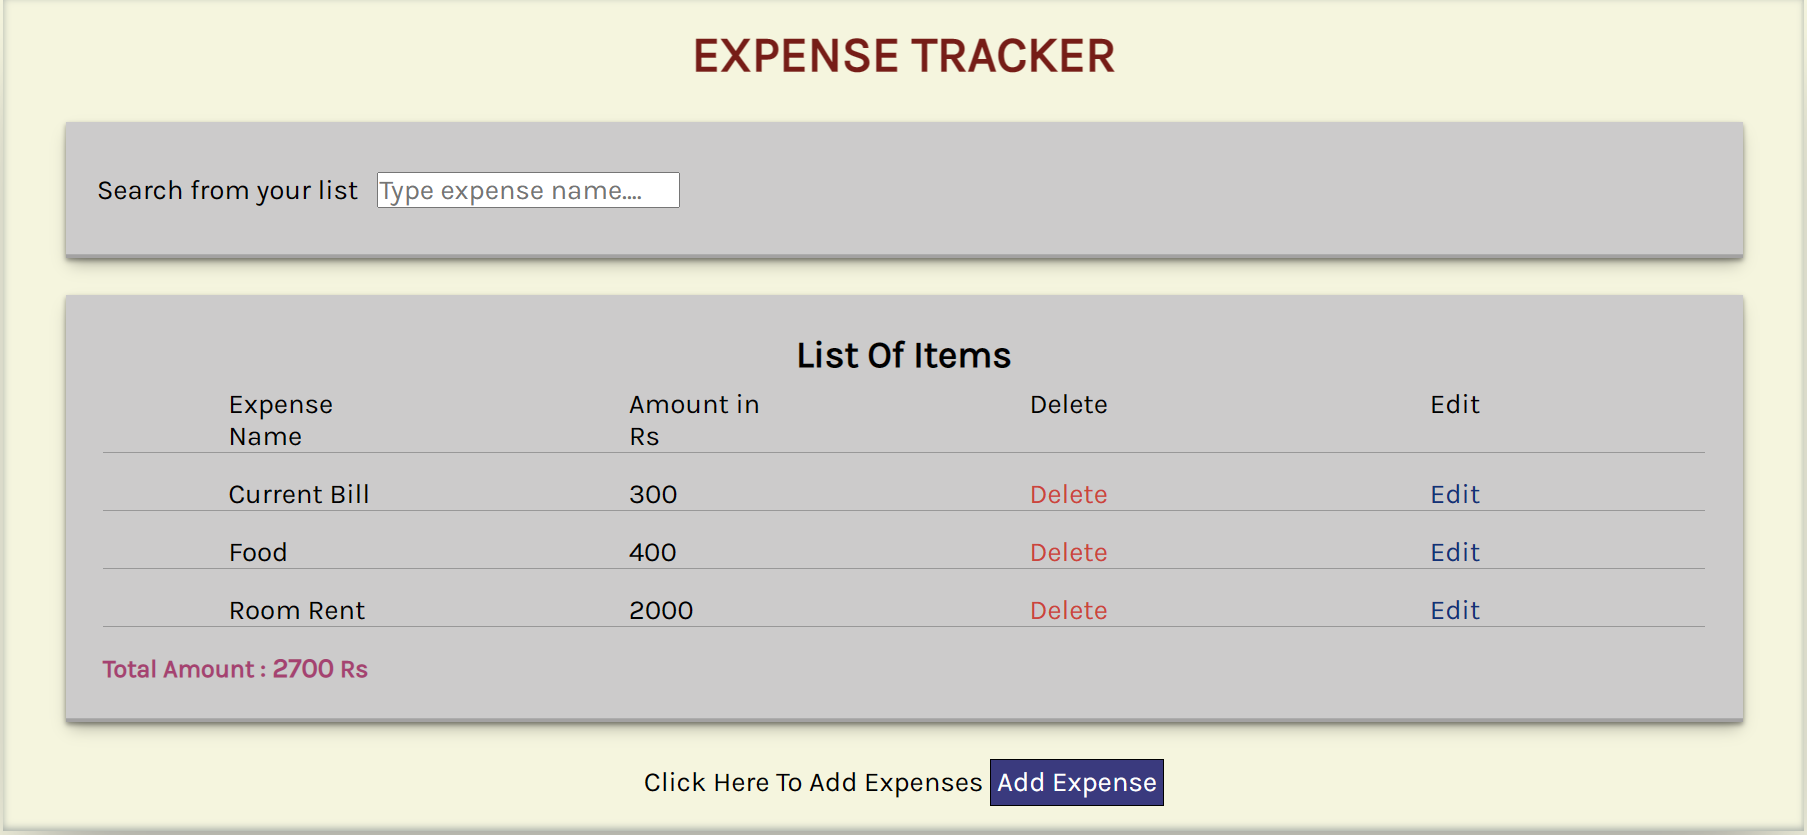 EXPENSE TRACKER
Search from your list Type expense name....
List Of Items
Expense Name Amount in Rs Delete Edit
Current Bill 300 Delete Edit
Food 400 Delete Edit
Room Rent 2000 Delete Edit
Total Amount : 2700 Rs
Click Here To Add Expenses Add Expense